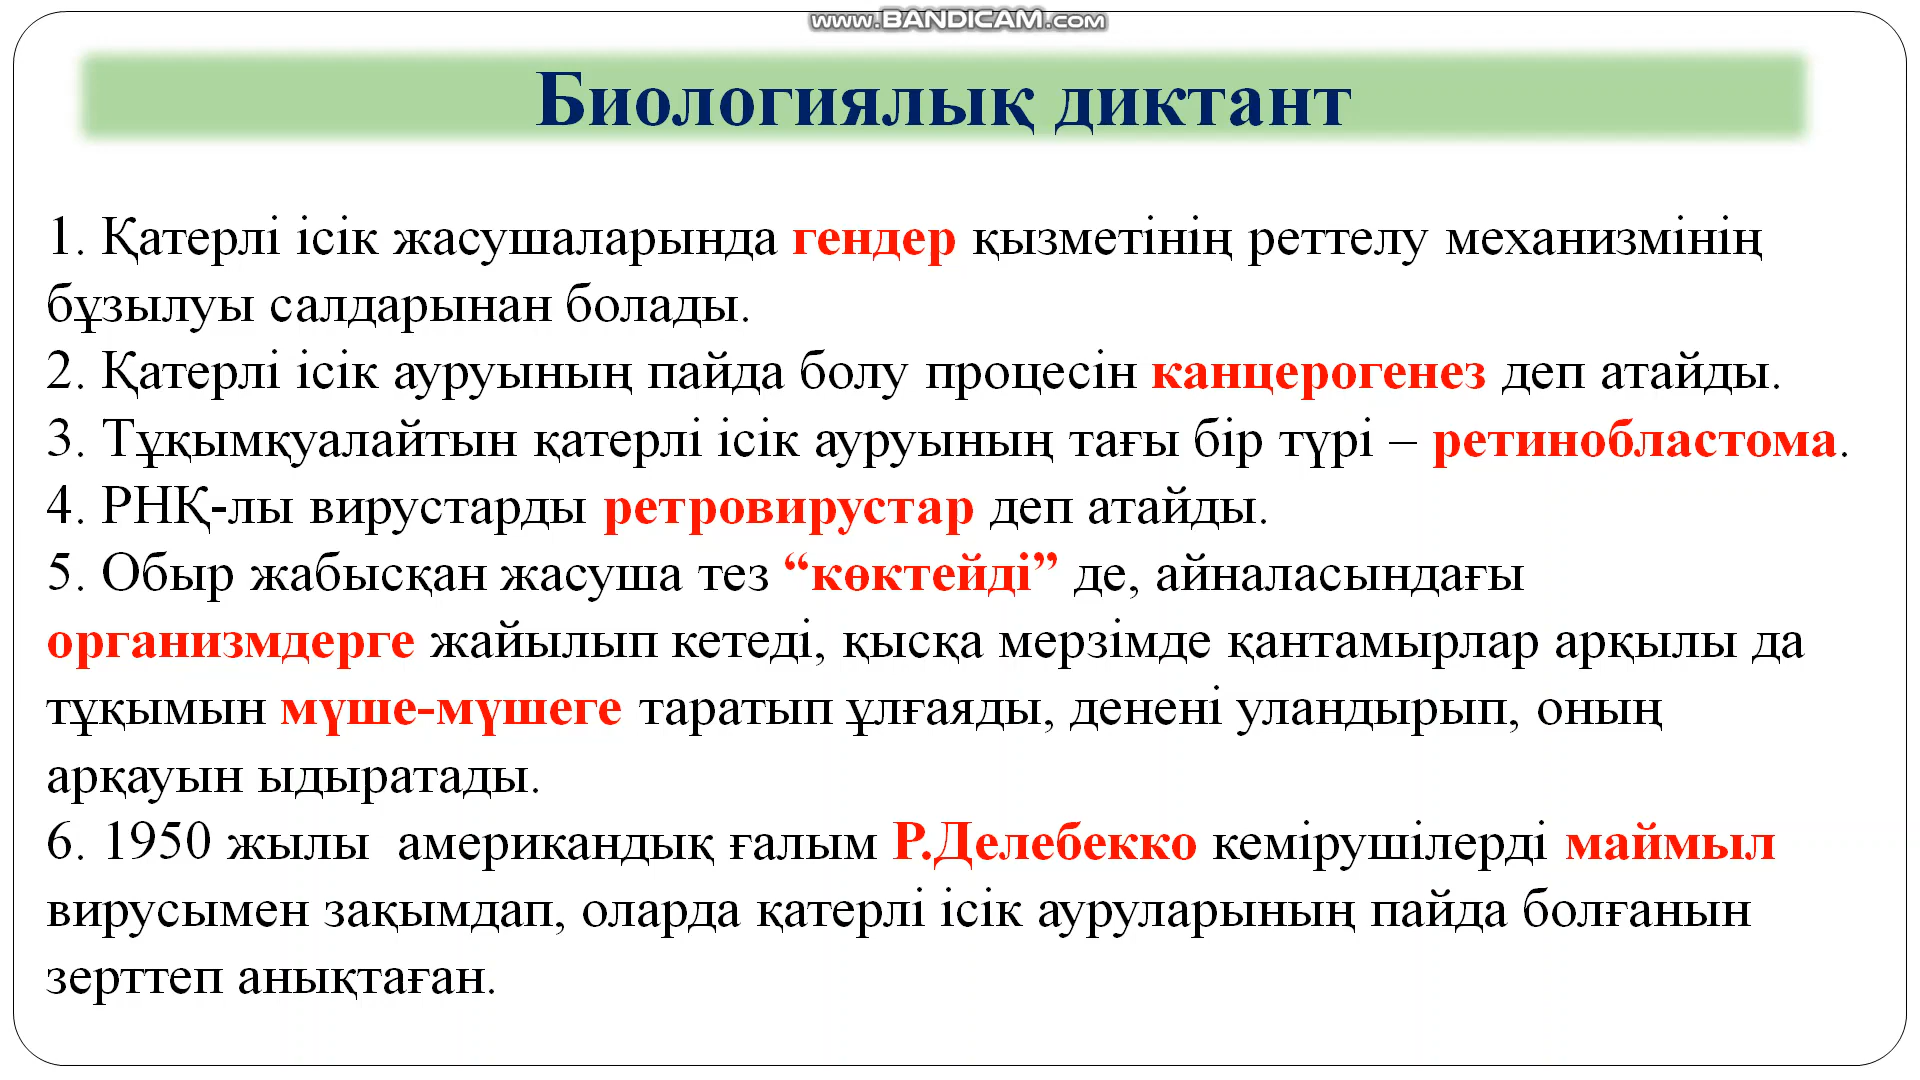 www.BANDICAM.com
Биологиялық диктант
1. Қатерлі ісік жасушаларында гендер қызметінің реттелу механизмінің
бұзылуы салдарынан болады.
2. Қатерлі ісік ауруының пайда болу процесін канцерогенез деп атайды.
3. Тұқымқуалайтын қатерлі ісік ауруының тағы бір түрі – ретинобластома.
4. РНҚ-лы вирустарды ретровирустар деп атайды.
5. Обыр жабысқан жасуша тез “көктейді” де, айналасындағы
организмдерге жайылып кетеді, қысқа мерзімде қантамырлар арқылы да
тұқымын мүше-мүшеге таратып ұлғаяды, денені уландырып, оның
арқауын ыдыратады.
6. 1950 жылы  американдық ғалым Р.Делебекко кемірушілерді маймыл
вирусымен зақымдап, оларда қатерлі ісік ауруларының пайда болғанын
зерттеп анықтаған.